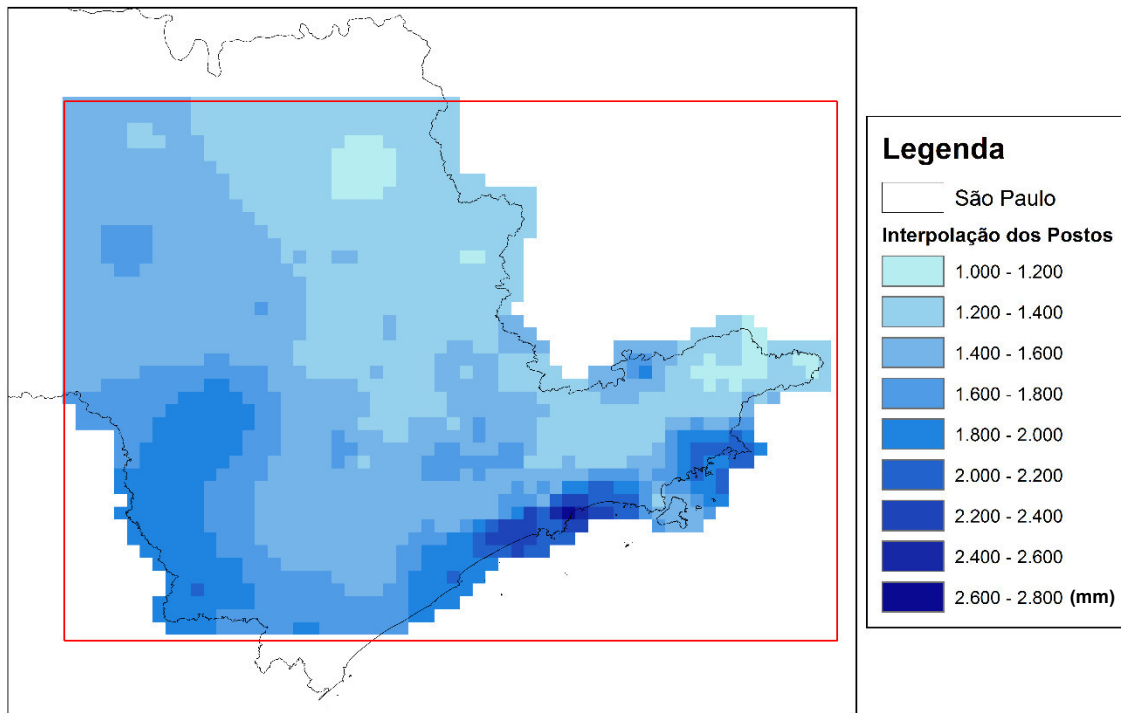 Legenda
São Paulo
Interpolação dos Postos
1.000 - 1.200
1.200 - 1.400
1.400 - 1.600
1.600 - 1.800
1.800 - 2.000
2.000 - 2.200
2.200 - 2.400
2.400 - 2.600
2.600 - 2.800 (mm)